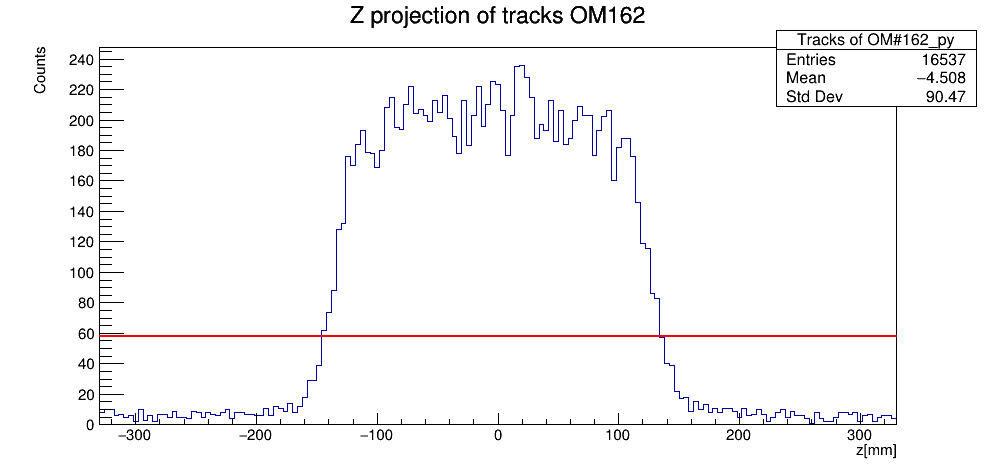 Z projection of tracks OM162
Tracks of OM#162_py
Entries 16537
Mean −4.508
Std Dev 90.47
Counts
240
220
200
180
160
140
120
100
80
60
40
20
0
−300 −200 −100 0 100 200 300
z[mm]